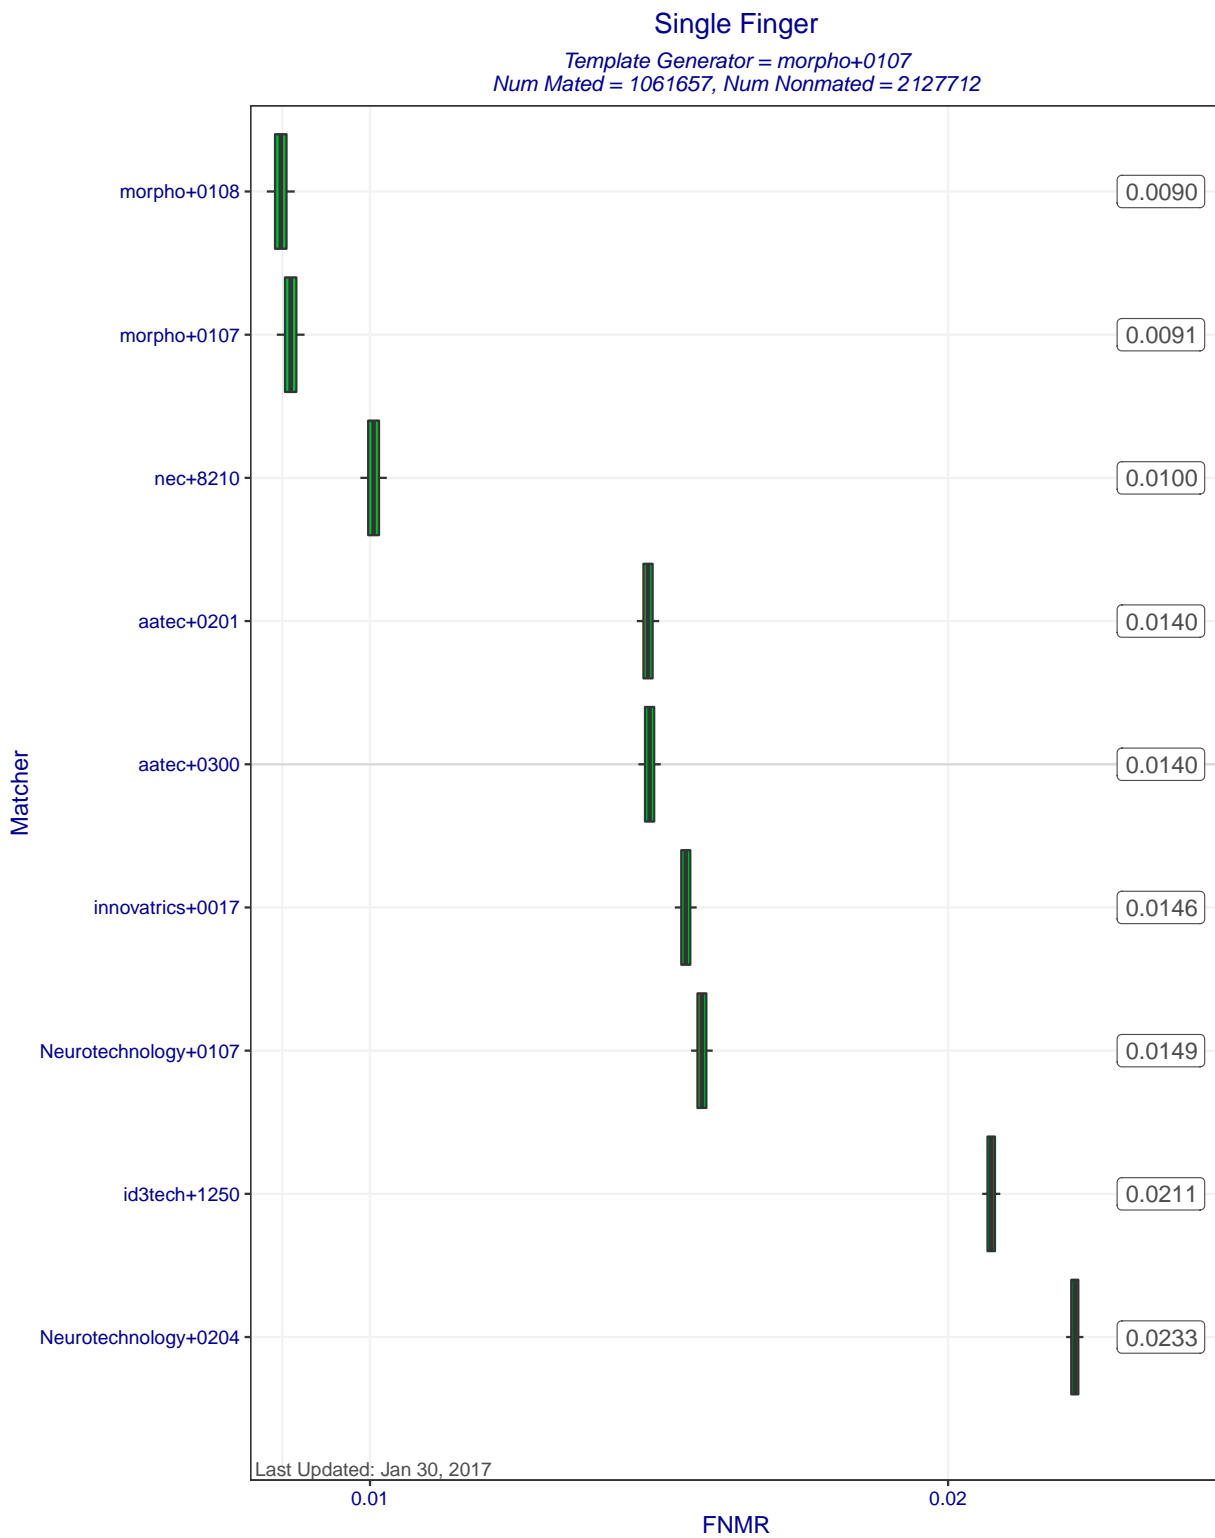 Single Finger
Template Generator = morpho+0107
Num Mated = 1061657, Num Nonmated = 2127712
Matcher
morpho+0108 0.0090
morpho+0107 0.0091
nec+8210 0.0100
aatec+0201 0.0140
aatec+0300 0.0140
innovatrics+0017 0.0146
Neurotechnology+0107 0.0149
id3tech+1250 0.0211
Neurotechnology+0204 0.0233
Last Updated: Jan 30, 2017
0.01 0.02
FNMR